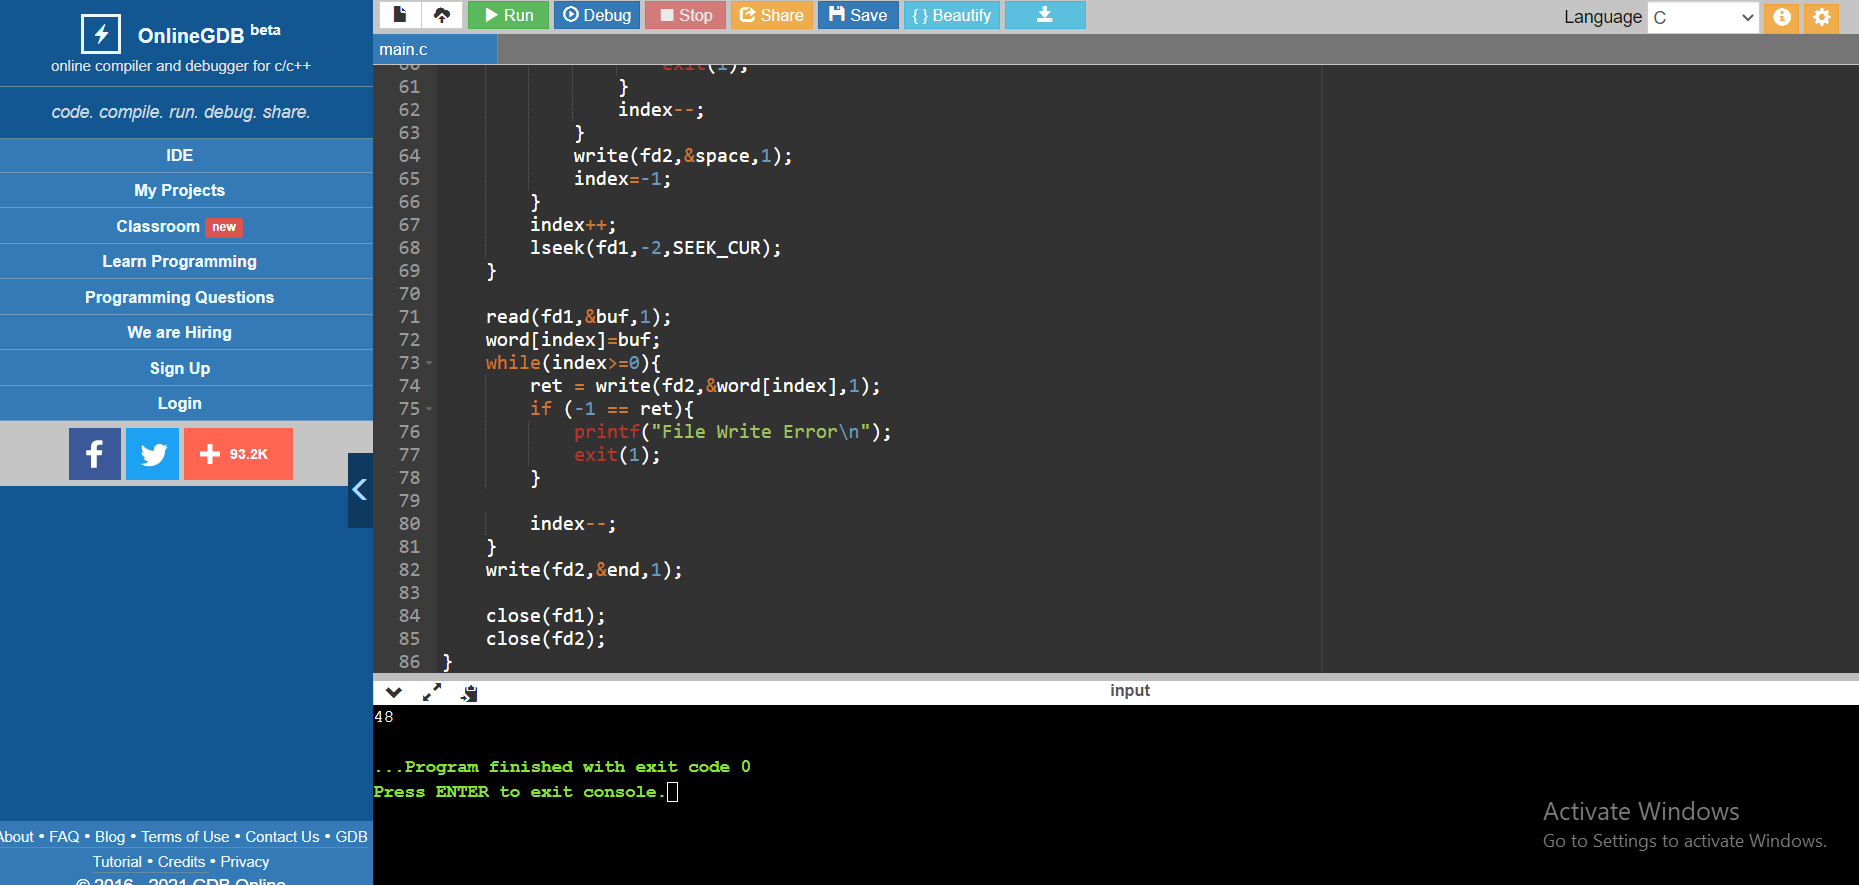 OnlineGDB beta
online compiler and debugger for c/c++
code. compile. run. debug. share.
IDE
My Projects
Classroom new
Learn Programming
Programming Questions
We are Hiring
Sign Up
Login
93.2K
About • FAQ • Blog • Terms of Use • Contact Us • GDB
Tutorial • Credits • Privacy
© 2016 - 2021 GDB Online
Run Debug Stop Share Save { } Beautify
Language C
main.c
60 exit(1);
61 }
62 index--;
63 }
64 write(fd2,&space,1);
65 index=-1;
66 }
67 index++;
68 lseek(fd1,-2,SEEK_CUR);
69 }
70
71 read(fd1,&buf,1);
72 word[index]=buf;
73 while(index>=0){
74 ret = write(fd2,&word[index],1);
75 if (-1 == ret){
76 printf("File Write Error\n");
77 exit(1);
78 }
79
80 index--;
81 }
82 write(fd2,&end,1);
83
84 close(fd1);
85 close(fd2);
86 }
input
48
...Program finished with exit code 0
Press ENTER to exit console.
Activate Windows
Go to Settings to activate Windows.